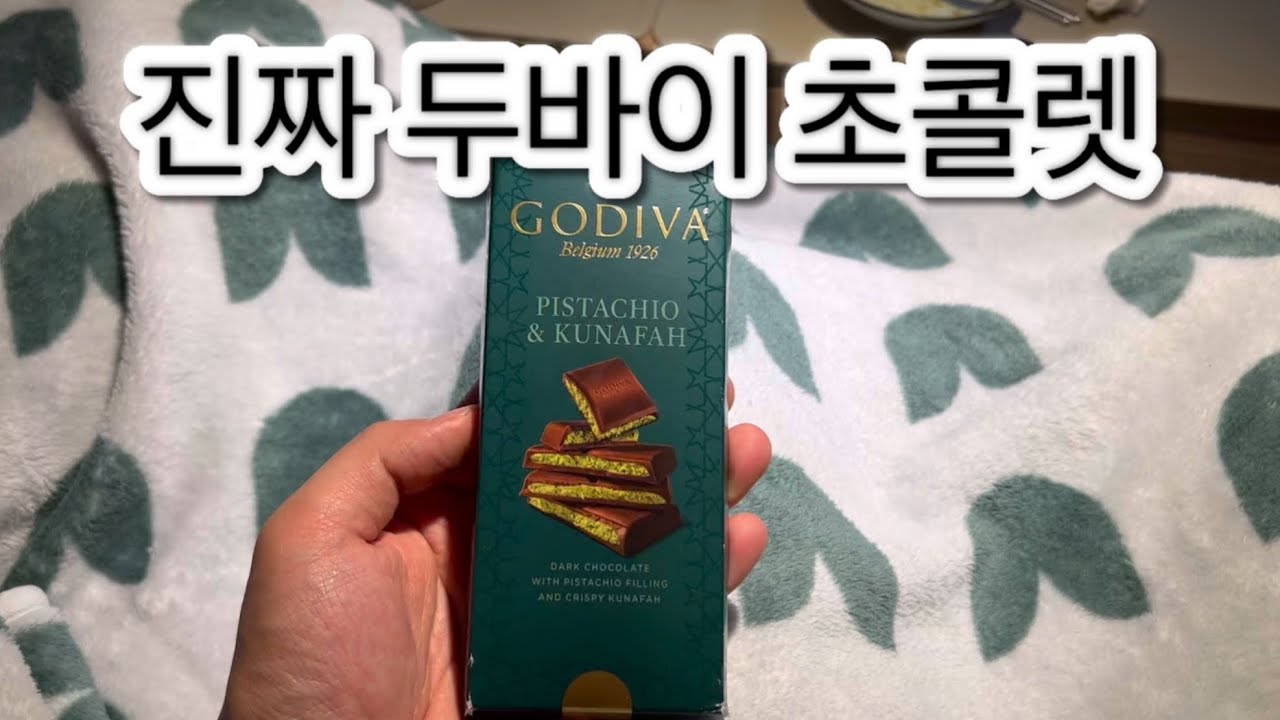 진짜 두바이 초콜렛
GODIVA
Belgium 1926
PISTACHIO
& KUNAFAH
GODIVA
DARK CHOCOLATE
WITH PISTACHIO FILLING
AND CRISPY KUNAFAH